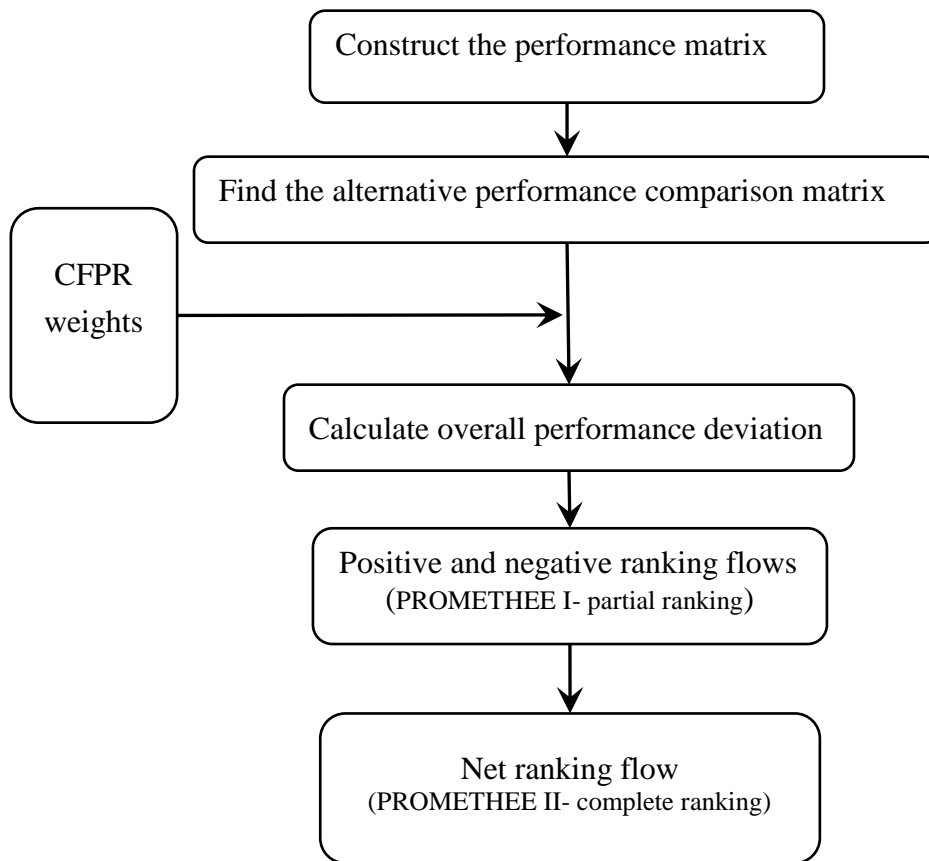 Construct the performance matrix
Find the alternative performance comparison matrix
CFPR
weights
Calculate overall performance deviation
Positive and negative ranking flows
(PROMETHEE I- partial ranking)
Net ranking flow
(PROMETHEE II- complete ranking)